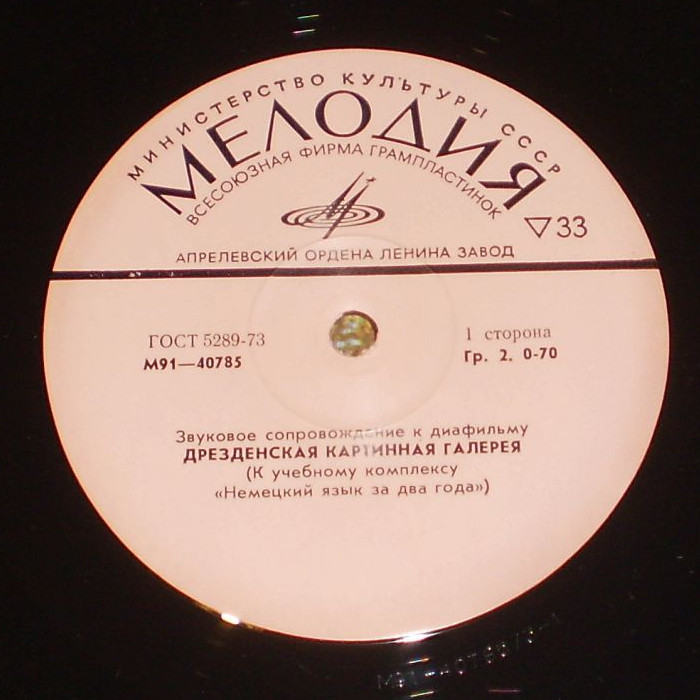 МИНИСТЕРСТВО КУЛЬТУРЫ СССР
МЕЛОДИЯ
ВСЕСОЮЗНАЯ ФИРМА ГРАМПЛАСТИНОК
▽33
АПРЕЛЕВСКИЙ ОРДЕНА ЛЕНИНА ЗАВОД
ГОСТ 5289-73
М91—40785
1 сторона
Гр. 2. 0-70
Звуковое сопровождение к диафильму
ДРЕЗДЕНСКАЯ КАРТИННАЯ ГАЛЕРЕЯ
(К учебному комплексу
«Немецкий язык за два года»)